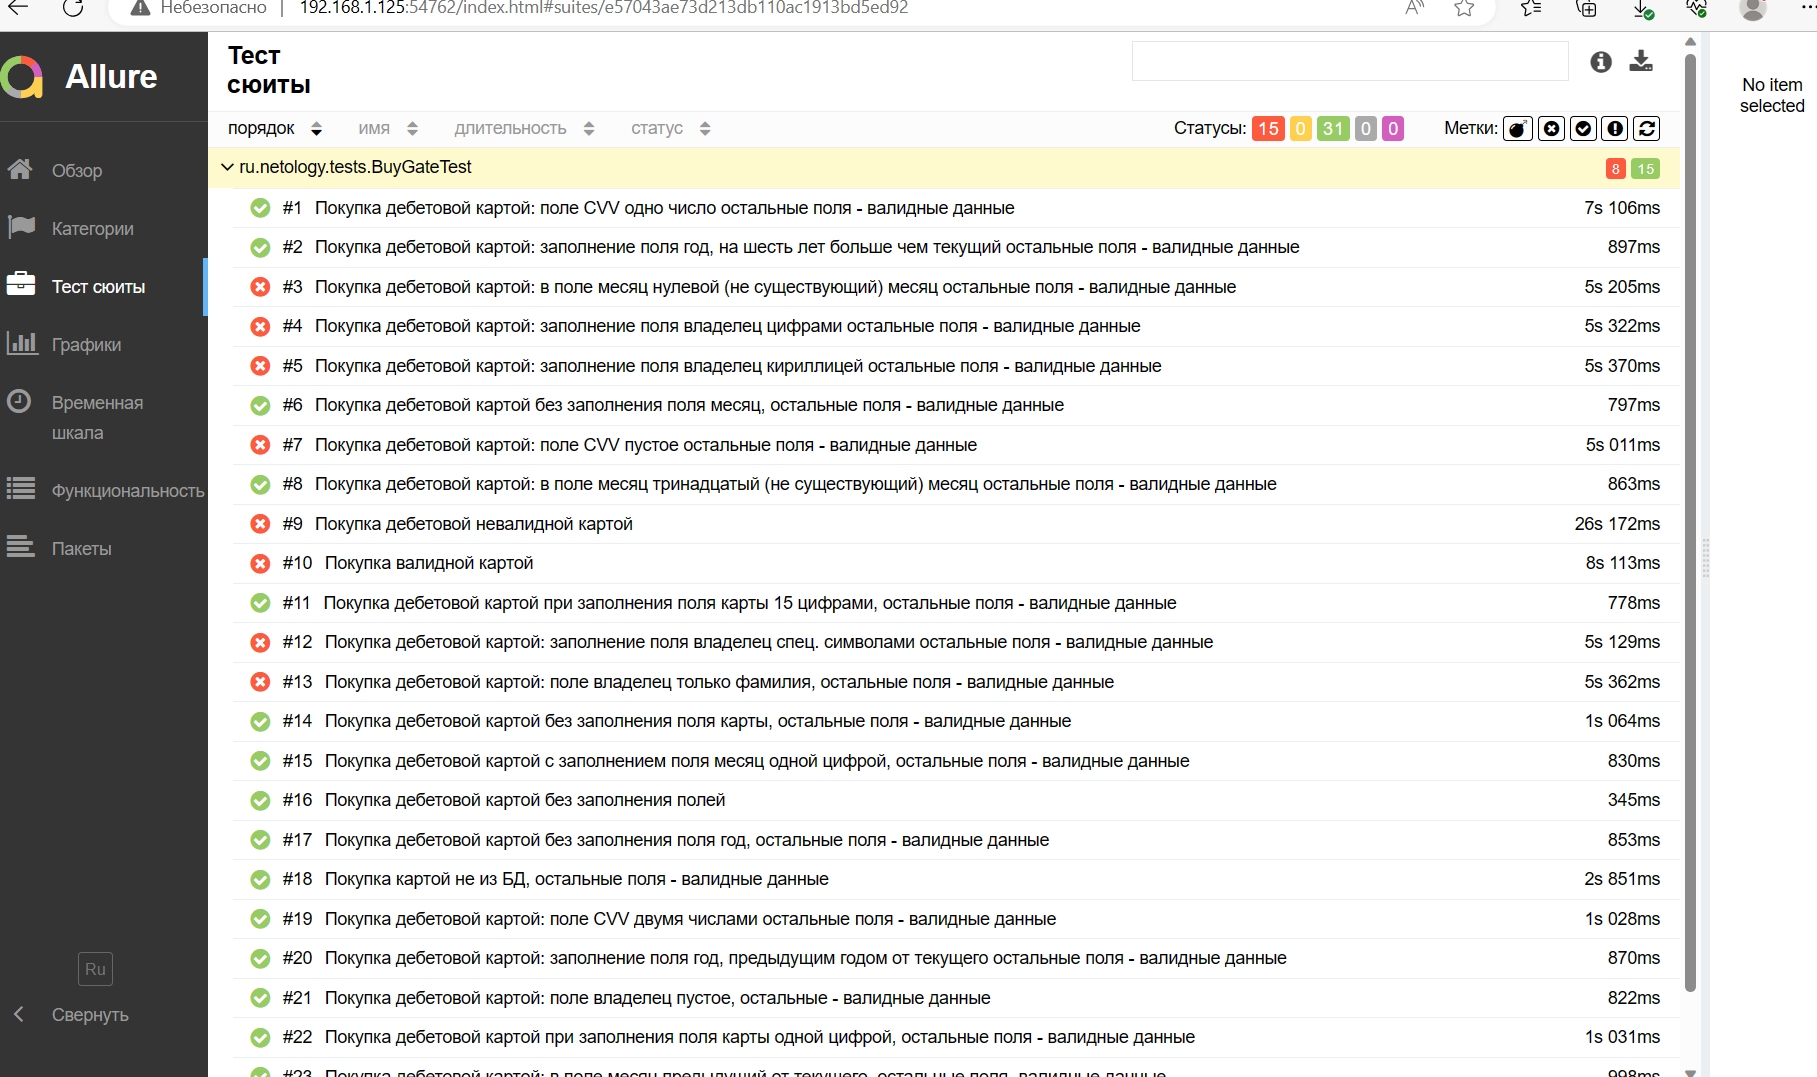 Небезопасно 192.168.1.125:54762/index.html#suites/e57043ae73d213db110ac1913bd5ed92
Allure
Обзор
Категории
Тест сюиты
Графики
Временная
шкала
Функциональность
Пакеты
Ru
Свернуть
Тест
сюиты
порядок имя длительность статус Статусы: 15 0 31 0 0 Метки:
ru.netology.tests.BuyGateTest 8 15
#1 Покупка дебетовой картой: поле CVV одно число остальные поля - валидные данные 7s 106ms
#2 Покупка дебетовой картой: заполнение поля год, на шесть лет больше чем текущий остальные поля - валидные данные 897ms
#3 Покупка дебетовой картой: в поле месяц нулевой (не существующий) месяц остальные поля - валидные данные 5s 205ms
#4 Покупка дебетовой картой: заполнение поля владелец цифрами остальные поля - валидные данные 5s 322ms
#5 Покупка дебетовой картой: заполнение поля владелец кириллицей остальные поля - валидные данные 5s 370ms
#6 Покупка дебетовой картой без заполнения поля месяц, остальные поля - валидные данные 797ms
#7 Покупка дебетовой картой: поле CVV пустое остальные поля - валидные данные 5s 011ms
#8 Покупка дебетовой картой: в поле месяц тринадцатый (не существующий) месяц остальные поля - валидные данные 863ms
#9 Покупка дебетовой невалидной картой 26s 172ms
#10 Покупка валидной картой 8s 113ms
#11 Покупка дебетовой картой при заполнения поля карты 15 цифрами, остальные поля - валидные данные 778ms
#12 Покупка дебетовой картой: заполнение поля владелец спец. символами остальные поля - валидные данные 5s 129ms
#13 Покупка дебетовой картой: поле владелец только фамилия, остальные поля - валидные данные 5s 362ms
#14 Покупка дебетовой картой без заполнения поля карты, остальные поля - валидные данные 1s 064ms
#15 Покупка дебетовой картой с заполнением поля месяц одной цифрой, остальные поля - валидные данные 830ms
#16 Покупка дебетовой картой без заполнения полей 345ms
#17 Покупка дебетовой картой без заполнения поля год, остальные поля - валидные данные 853ms
#18 Покупка картой не из БД, остальные поля - валидные данные 2s 851ms
#19 Покупка дебетовой картой: поле CVV двумя числами остальные поля - валидные данные 1s 028ms
#20 Покупка дебетовой картой: заполнение поля год, предыдущим годом от текущего остальные поля - валидные данные 870ms
#21 Покупка дебетовой картой: поле владелец пустое, остальные - валидные данные 822ms
#22 Покупка дебетовой картой при заполнения поля карты одной цифрой, остальные поля - валидные данные 1s 031ms
#23 Покупка дебетовой картой: в поле месяц предыдущий от текущего, остальные поля - валидные данные 998ms
No item
selected